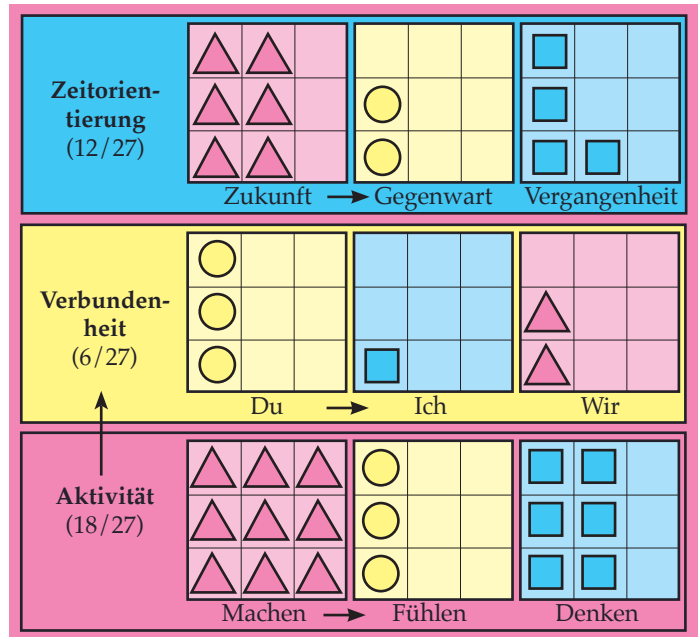 Zeitorien-
tierung
(12/27)
Zukunft
Gegenwart
Vergangenheit
Verbunden-
heit
(6/27)
Du
Ich
Wir
Aktivität
(18/27)
Machen
Fühlen
Denken